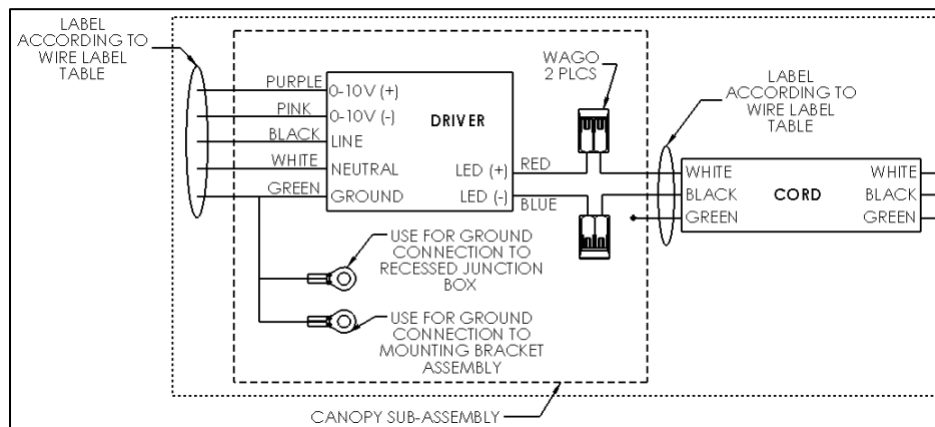 LABEL
ACCORDING TO
WIRE LABEL
TABLE
PURPLE
PINK
BLACK
WHITE
GREEN
0-10V (+)
0-10V (-)
LINE
NEUTRAL
GROUND
DRIVER
LED (+)
LED (-)
RED
BLUE
WAGO
2 PLCS
LABEL
ACCORDING TO
WIRE LABEL
TABLE
WHITE
BLACK
GREEN
CORD
WHITE
BLACK
GREEN
USE FOR GROUND
CONNECTION TO
RECESSED JUNCTION
BOX
USE FOR GROUND
CONNECTION TO
MOUNTING BRACKET
ASSEMBLY
CANOPY SUB-ASSEMBLY